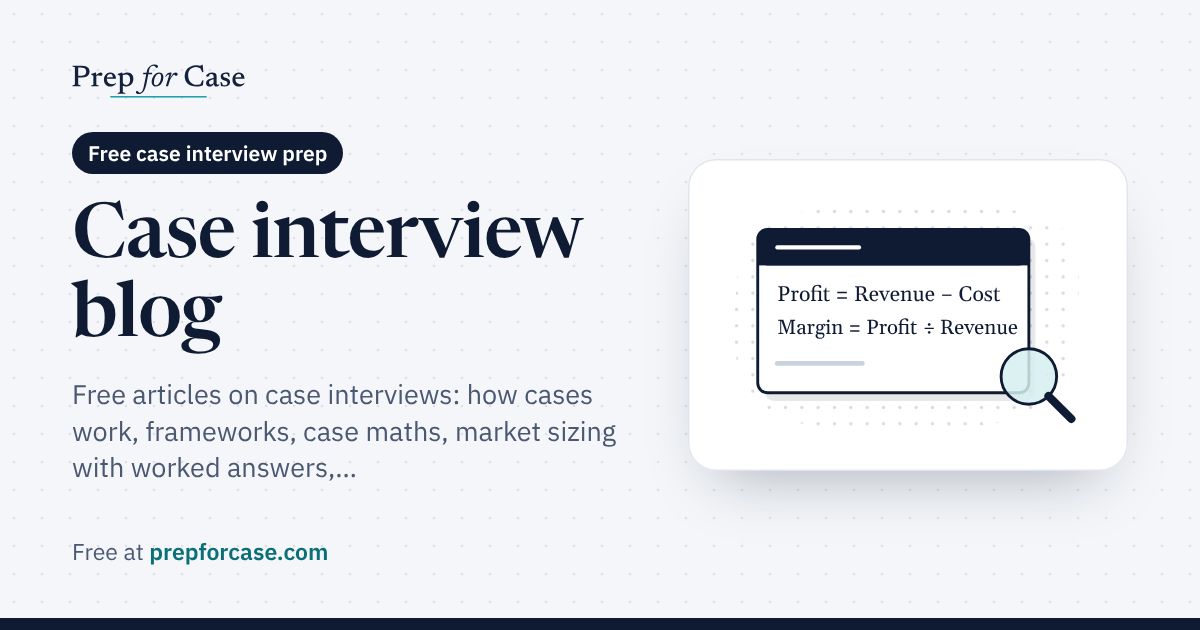 Prep for Case
Free case interview prep
Case interview
blog
Free articles on case interviews: how cases
work, frameworks, case maths, market sizing
with worked answers,...
Free at prepforcase.com
Profit = Revenue − Cost
Margin = Profit ÷ Revenue